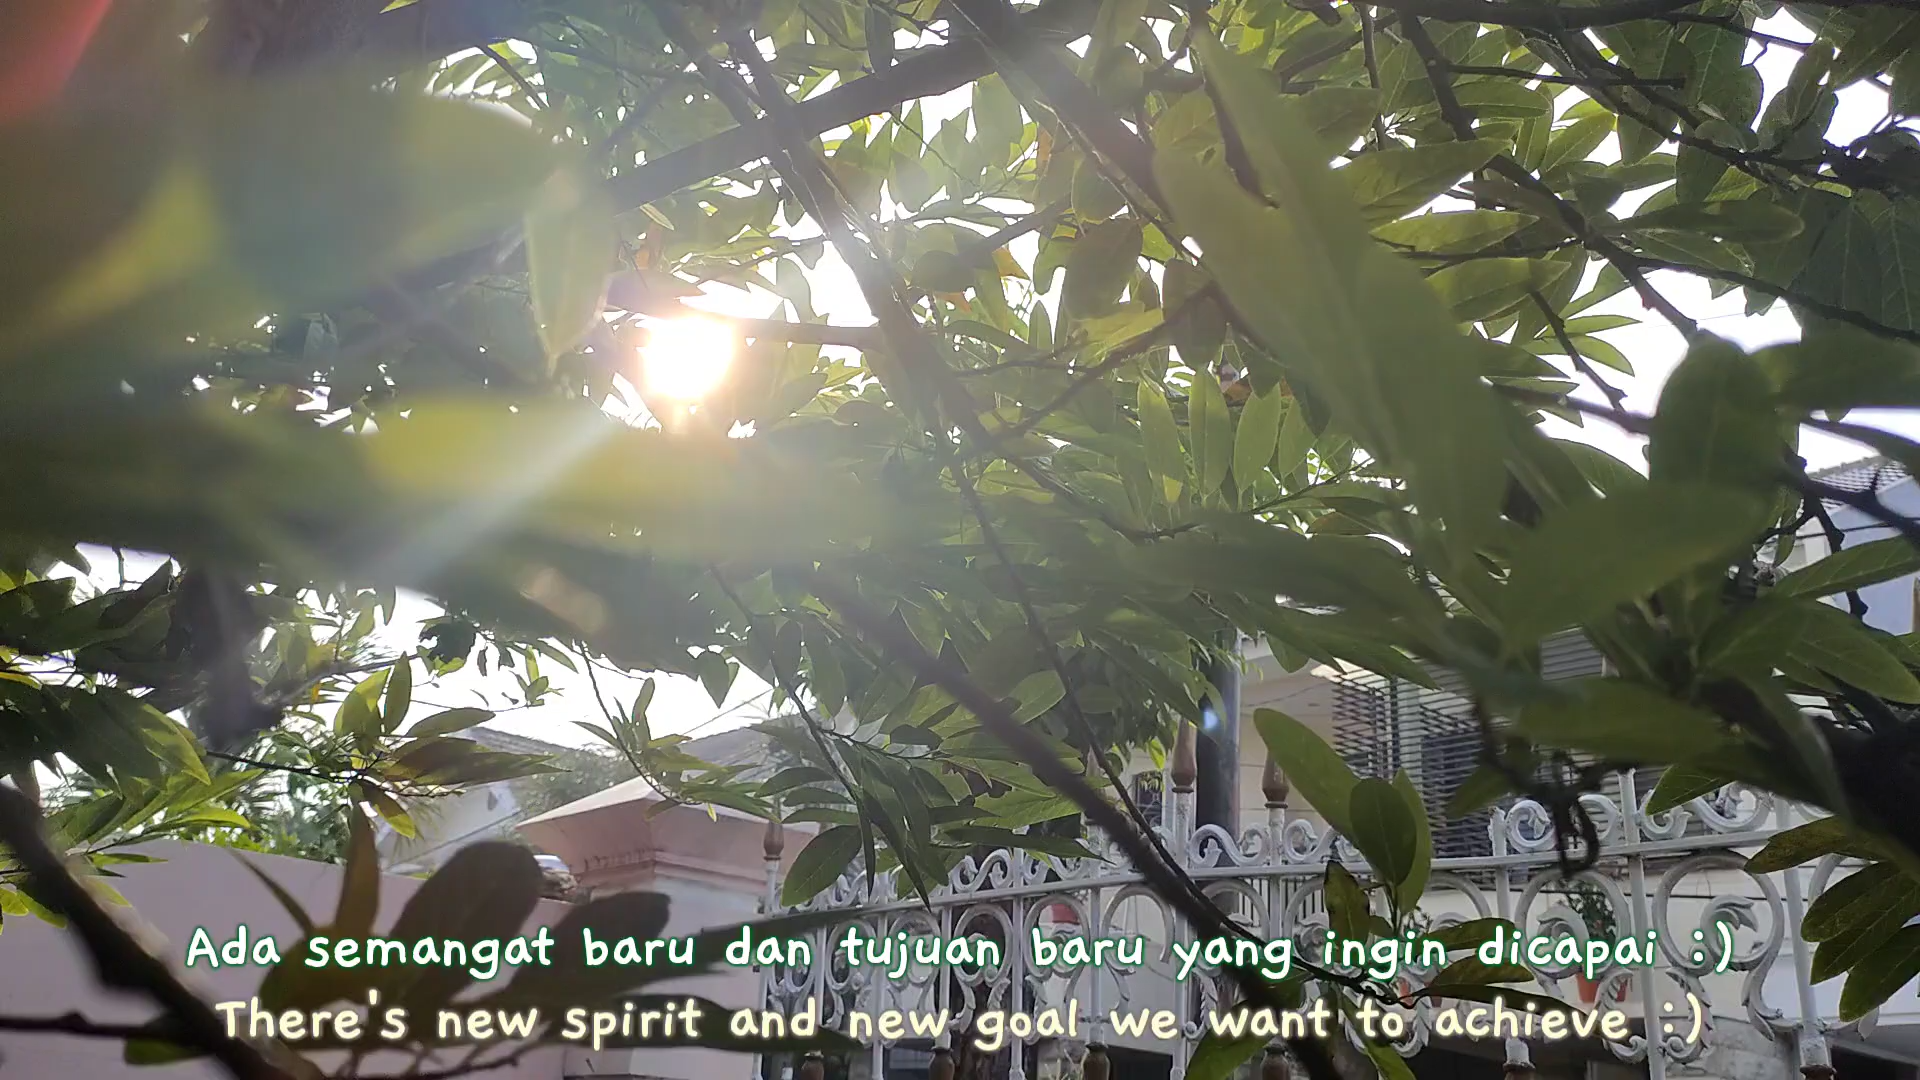 Ada semangat baru dan tujuan baru yang ingin dicapai :)
There's new spirit and new goal we want to achieve :)